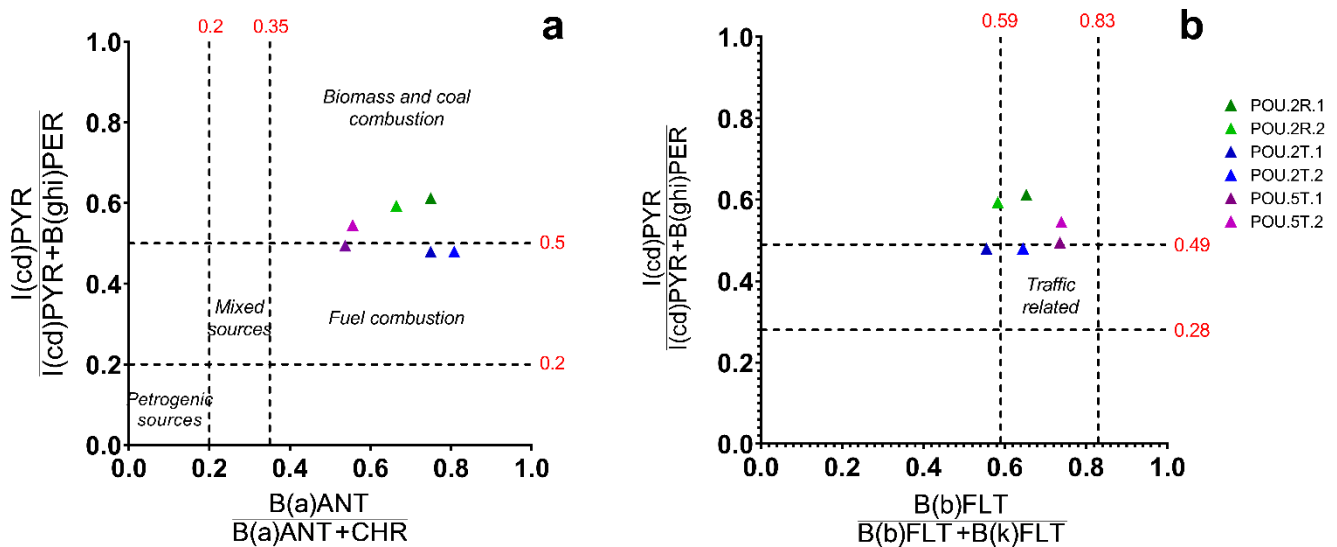 a
0.2 0.35
1.0
0.8
0.6
0.4
0.2
0.0
I(cd)PYR
I(cd)PYR+B(ghi)PER
Biomass and coal
combustion
0.5
Mixed
sources
Fuel combustion
0.2
Petrogenic
sources
0.0 0.2 0.4 0.6 0.8 1.0
B(a)ANT
B(a)ANT+CHR
b
0.59 0.83
1.0
0.8
0.6
0.4
0.2
0.0
I(cd)PYR
I(cd)PYR+B(ghi)PER
0.49
Traffic
related
0.28
0.0 0.2 0.4 0.6 0.8 1.0
B(b)FLT
B(b)FLT+B(k)FLT
POU.2R.1
POU.2R.2
POU.2T.1
POU.2T.2
POU.5T.1
POU.5T.2